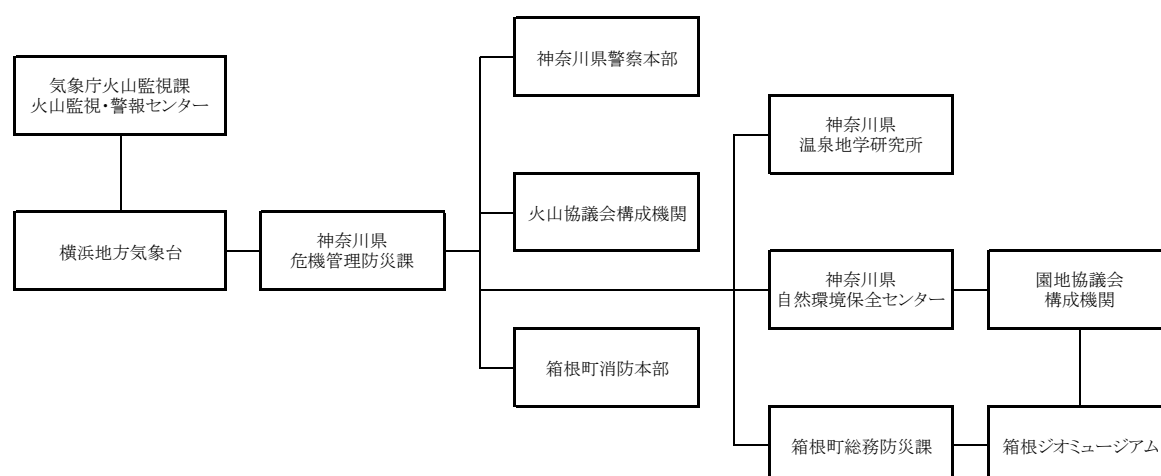 気象庁火山監視課
火山監視・警報センター
横浜地方気象台
神奈川県
危機管理防災課
神奈川県警察本部
火山協議会構成機関
箱根町消防本部
神奈川県
温泉地学研究所
神奈川県
自然環境保全センター
箱根町総務防災課
園地協議会
構成機関
箱根ジオミュージアム